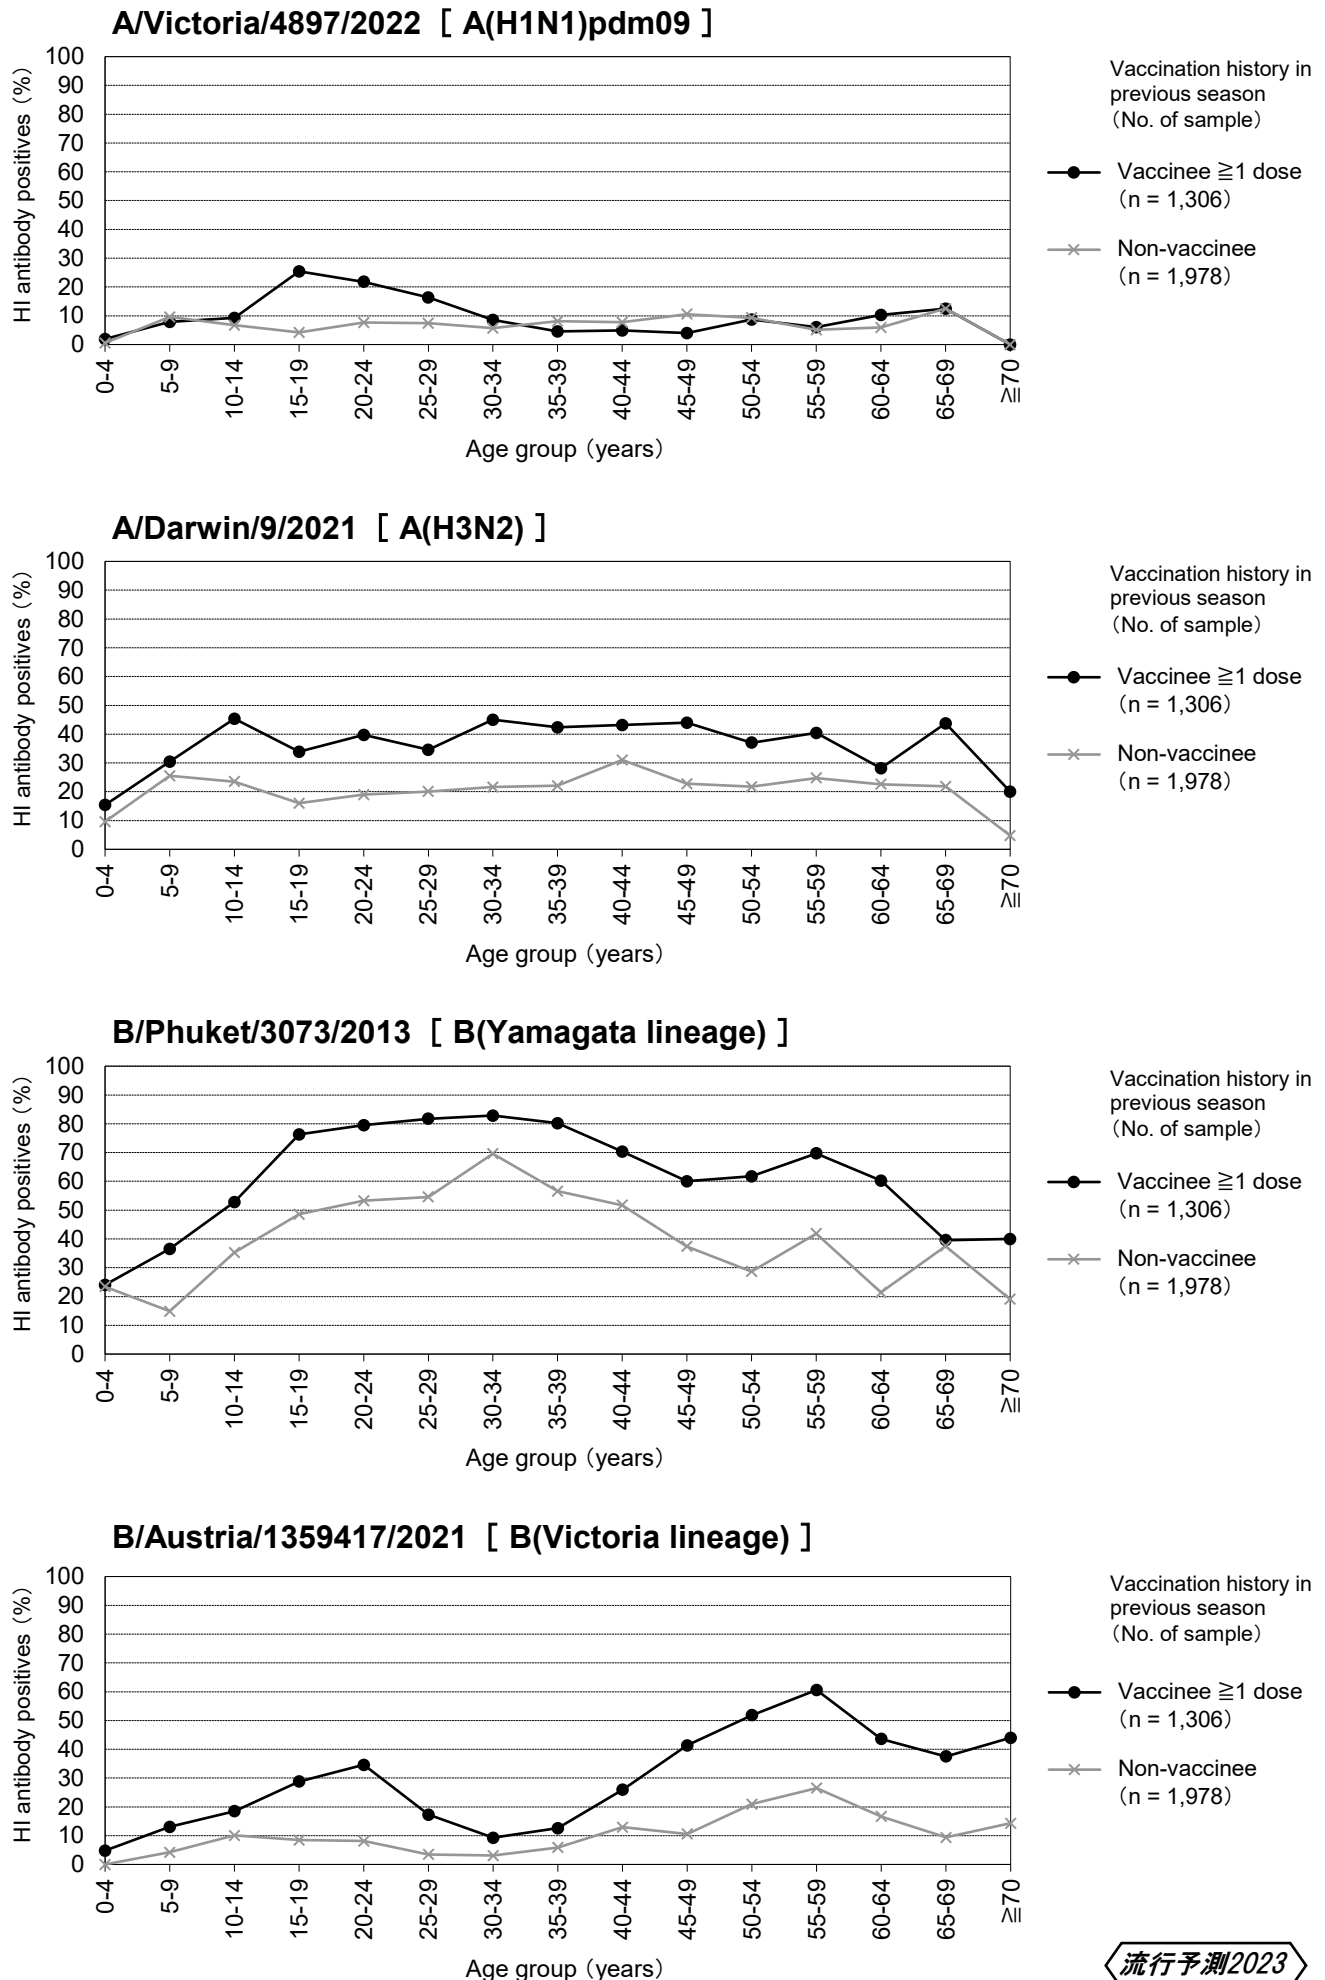 A/Victoria/4897/2022［ A(H1N1)pdm09 ］
HI antibody positives（%）
100
90
80
70
60
50
40
30
20
10
0
0-4
5-9
10-14
15-19
20-24
25-29
30-34
35-39
40-44
45-49
50-54
55-59
60-64
65-69
≧70
Age group（years）
Vaccination history in
previous season
（No. of sample）
Vaccinee ≧1 dose
（n = 1,306）
Non-vaccinee
（n = 1,978）
A/Darwin/9/2021［ A(H3N2) ］
HI antibody positives（%）
100
90
80
70
60
50
40
30
20
10
0
0-4
5-9
10-14
15-19
20-24
25-29
30-34
35-39
40-44
45-49
50-54
55-59
60-64
65-69
≧70
Age group（years）
Vaccination history in
previous season
（No. of sample）
Vaccinee ≧1 dose
（n = 1,306）
Non-vaccinee
（n = 1,978）
B/Phuket/3073/2013［ B(Yamagata lineage) ］
HI antibody positives（%）
100
90
80
70
60
50
40
30
20
10
0
0-4
5-9
10-14
15-19
20-24
25-29
30-34
35-39
40-44
45-49
50-54
55-59
60-64
65-69
≧70
Age group（years）
Vaccination history in
previous season
（No. of sample）
Vaccinee ≧1 dose
（n = 1,306）
Non-vaccinee
（n = 1,978）
B/Austria/1359417/2021［ B(Victoria lineage) ］
HI antibody positives（%）
100
90
80
70
60
50
40
30
20
10
0
0-4
5-9
10-14
15-19
20-24
25-29
30-34
35-39
40-44
45-49
50-54
55-59
60-64
65-69
≧70
Age group（years）
Vaccination history in
previous season
（No. of sample）
Vaccinee ≧1 dose
（n = 1,306）
Non-vaccinee
（n = 1,978）
流行予測2023